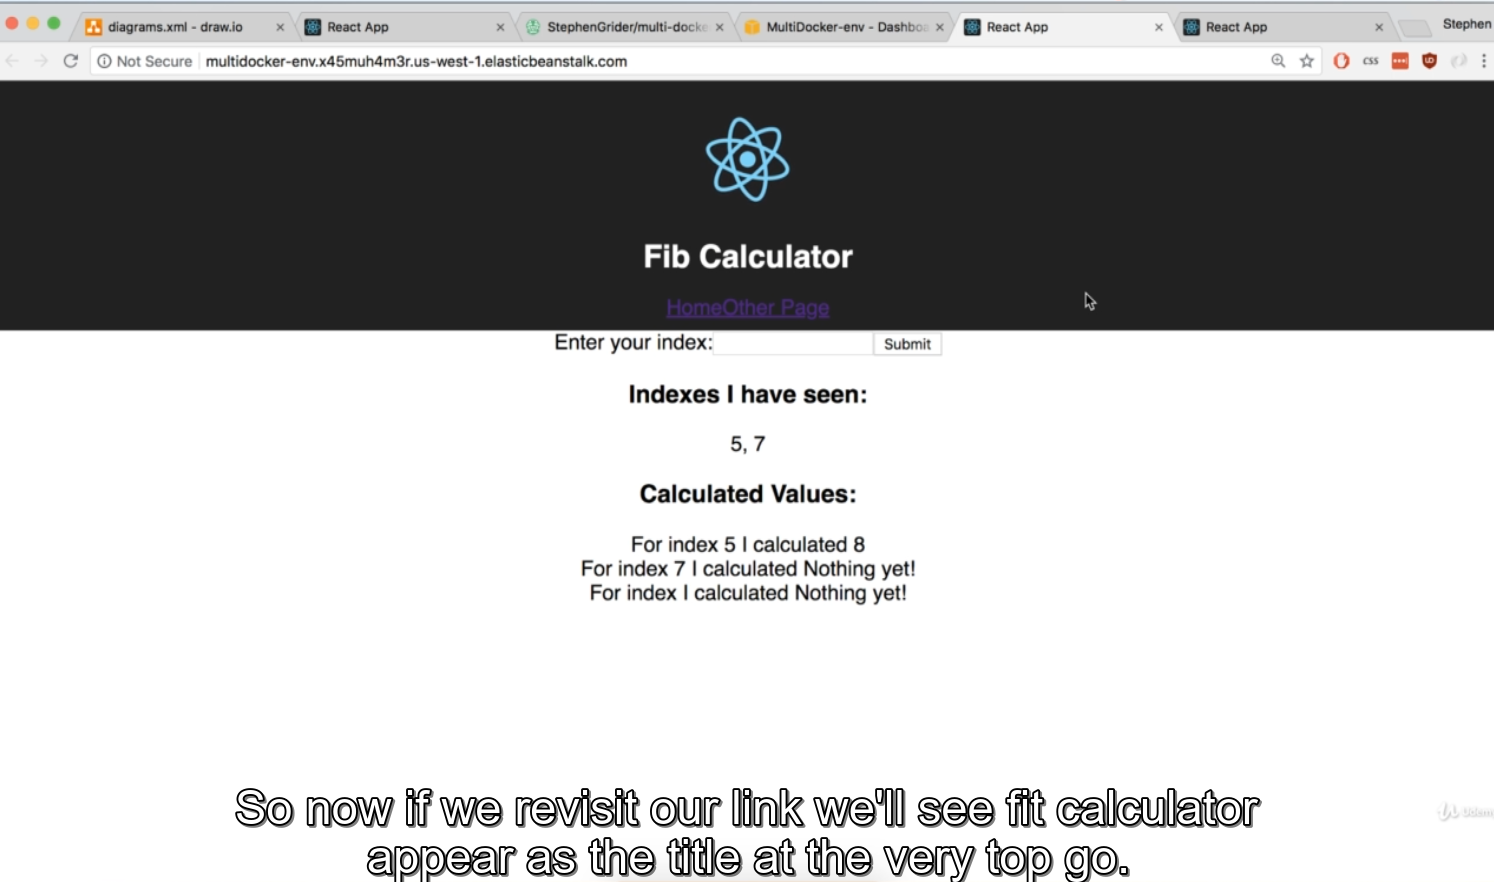 diagrams.xml - draw.io
React App
StephenGrider/multi-docke
MultiDocker-env - Dashboa
React App
React App
Stephen
Not Secure
multidocker-env.x45muh4m3r.us-west-1.elasticbeanstalk.com
css
Fib Calculator
HomeOther Page
Enter your index:
Submit
Indexes I have seen:
5, 7
Calculated Values:
For index 5 I calculated 8
For index 7 I calculated Nothing yet!
For index I calculated Nothing yet!
So now if we revisit our link we'll see fit calculator
appear as the title at the very top go.
Udemy